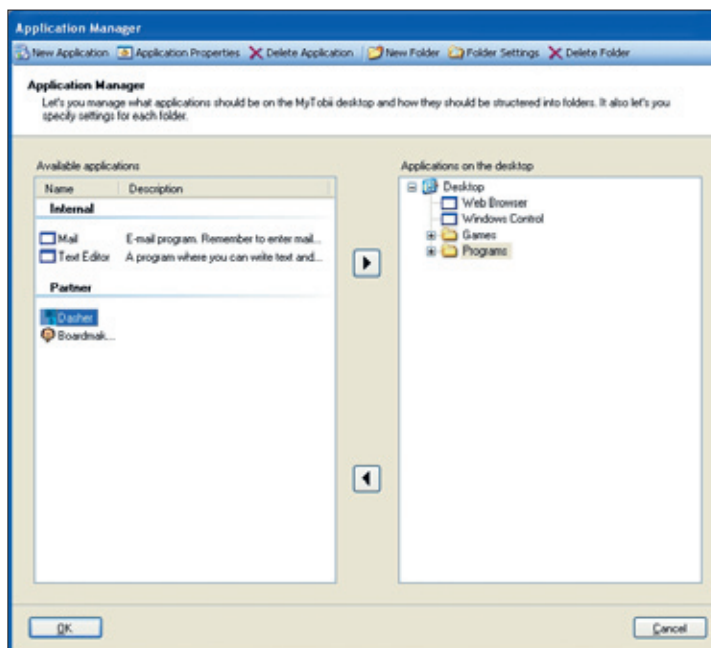 Application Manager
New Application Application Properties Delete Application New Folder Folder Settings Delete Folder
Application Manager
Let's you manage what applications should be on the MyTobii desktop and how they should be structered into folders. It also let's you
specify settings for each folder.
Available applications
Name Description
Internal
Mail E-mail program. Remember to enter mail...
Text Editor A program where you can write text and...
Partner
Dasher
Boardmak...
Applications on the desktop
Desktop
Web Browser
Windows Control
Games
Programs
OK
Cancel